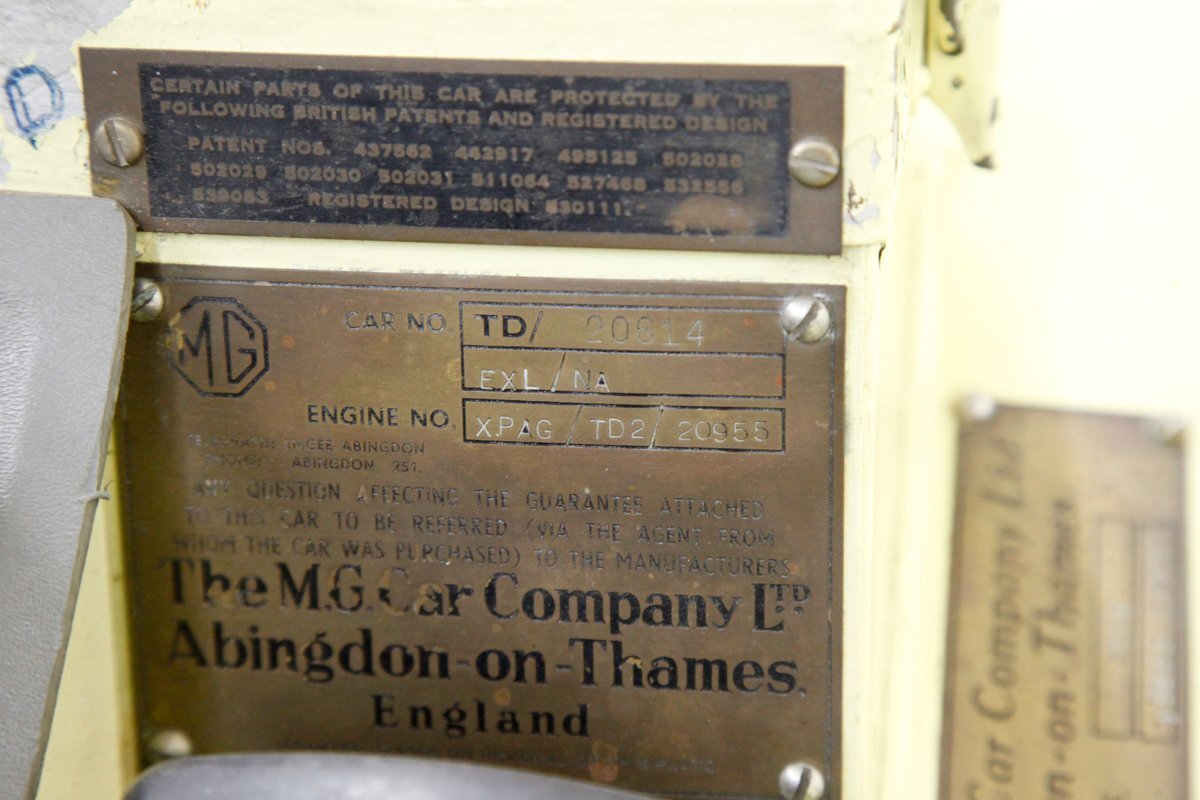 D
CERTAIN PARTS OF THIS CAR ARE PROTECTED BY THE
FOLLOWING BRITISH PATENTS AND REGISTERED DESIGN
PATENT NOS. 437562 442917 495125 502028
502029 502030 502031 511064 527468 532556
REGISTERED DESIGN
MG
CAR NO. TD/ 20614
EXL/NA
ENGINE NO. X.PAG/TD2/20955
ABINGDON
ABINGDON 251.
ANY QUESTION AFFECTING THE GUARANTEE ATTACHED
TO THIS CAR TO BE REFERRED (VIA THE AGENT FROM
WHOM THE CAR WAS PURCHASED) TO THE MANUFACTURERS
The M.G. Car Company LTD
Abingdon-on-Thames.
England
Car Company Ltd
n-on-Thames